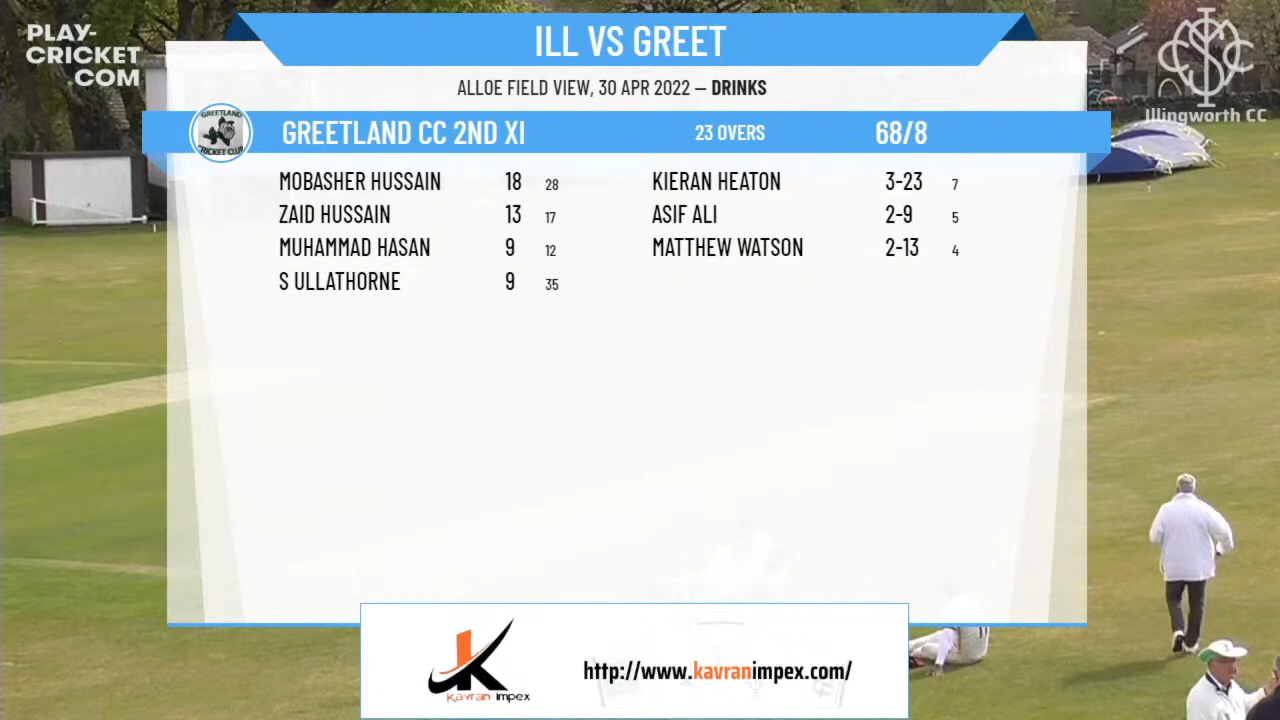 PLAY-
CRICKET
.COM
ILL VS GREET
Illingworth CC
ALLOE FIELD VIEW, 30 APR 2022 – DRINKS
GREETLAND
CRICKET CLUB
GREETLAND CC 2ND XI 23 OVERS 68/8
MOBASHER HUSSAIN 18 28 KIERAN HEATON 3-23 7
ZAID HUSSAIN 13 17 ASIF ALI 2-9 5
MUHAMMAD HASAN 9 12 MATTHEW WATSON 2-13 4
S ULLATHORNE 9 35
kavran impex
http://www.kavranimpex.com/